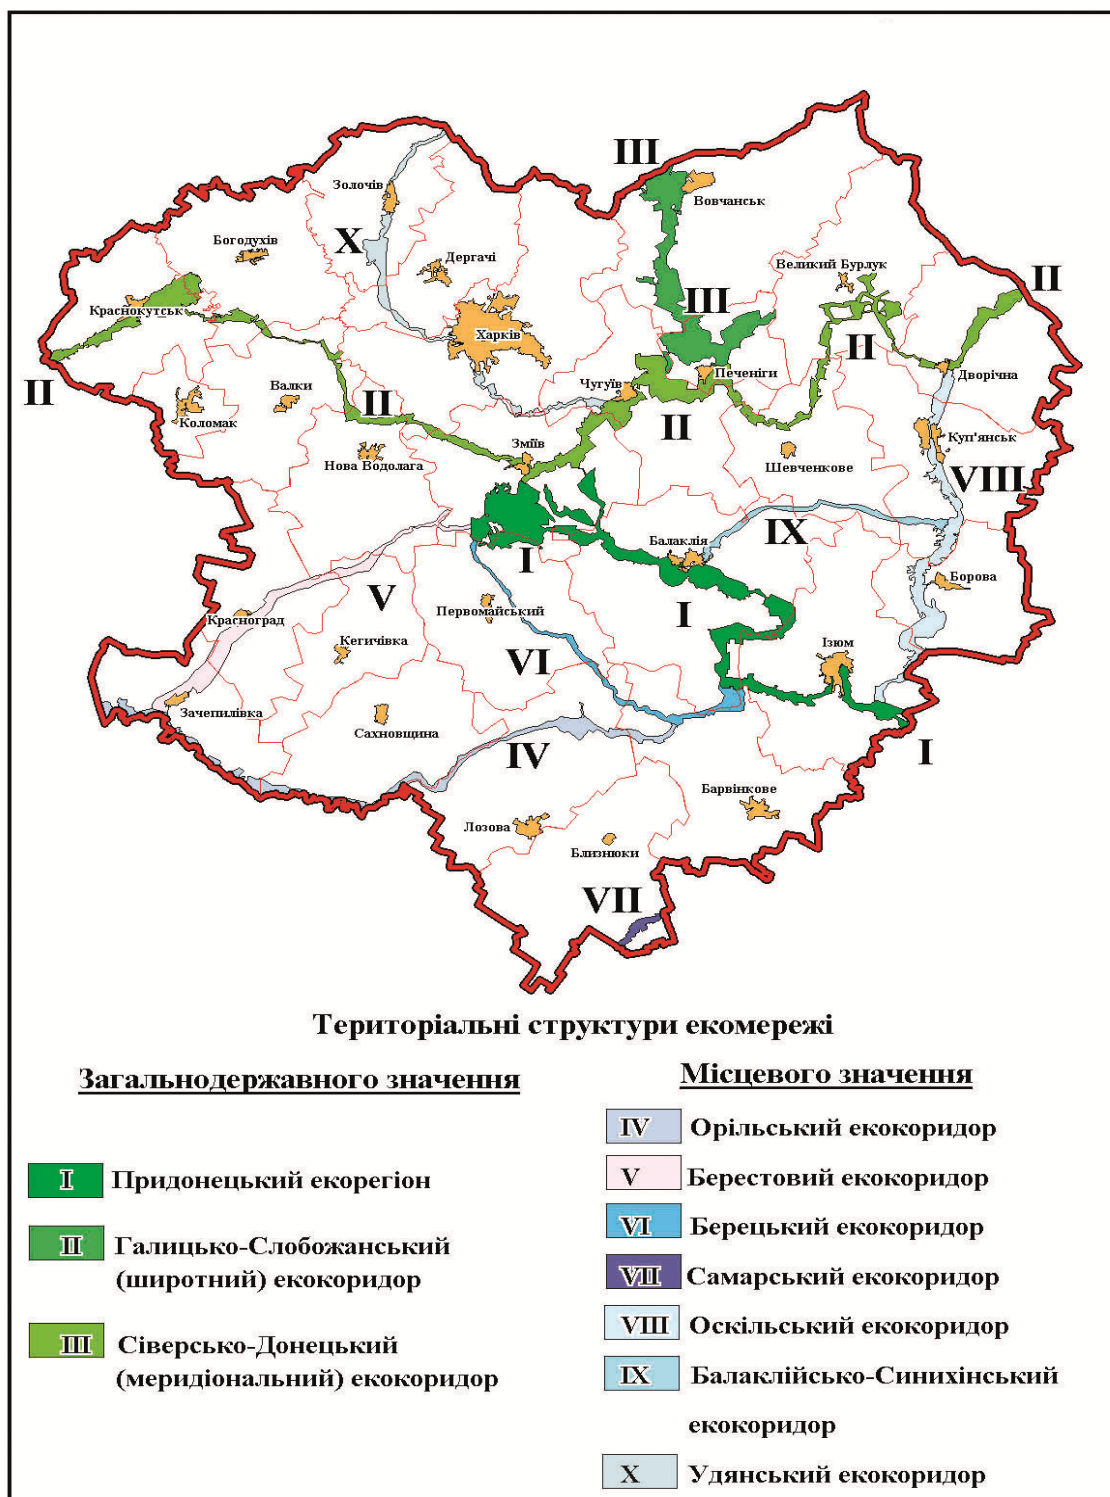 III
Золочів
Вовчанськ
Богодухів
X
Дергачі
Великий Бурлук
II
Краснокутськ
III
Харків
II
Печеніги
Дворічна
II
Валки
Чугуїв
Коломак
II
II
Куп'янськ
Нова Водолага
Зміїв
Шевченкове
VIII
IX
Балаклія
I
Борова
V
Первомайський
I
Красноград
Кегичівка
VI
Ізюм
Зачепилівка
Сахновщина
IV
I
Барвінкове
Лозова
Близнюки
VII
Територіальні структури екомережі
Загальнодержавного значення
I Придонецький екорегіон
II Галицько-Слобожанський
(широтний) екокоридор
III Сіверсько-Донецький
(меридіональний) екокоридор
Місцевого значення
IV Орільський екокоридор
V Берестовий екокоридор
VI Берецький екокоридор
VII Самарський екокоридор
VIII Оскільський екокоридор
IX Балаклійсько-Синихінський
екокоридор
X Удянський екокоридор